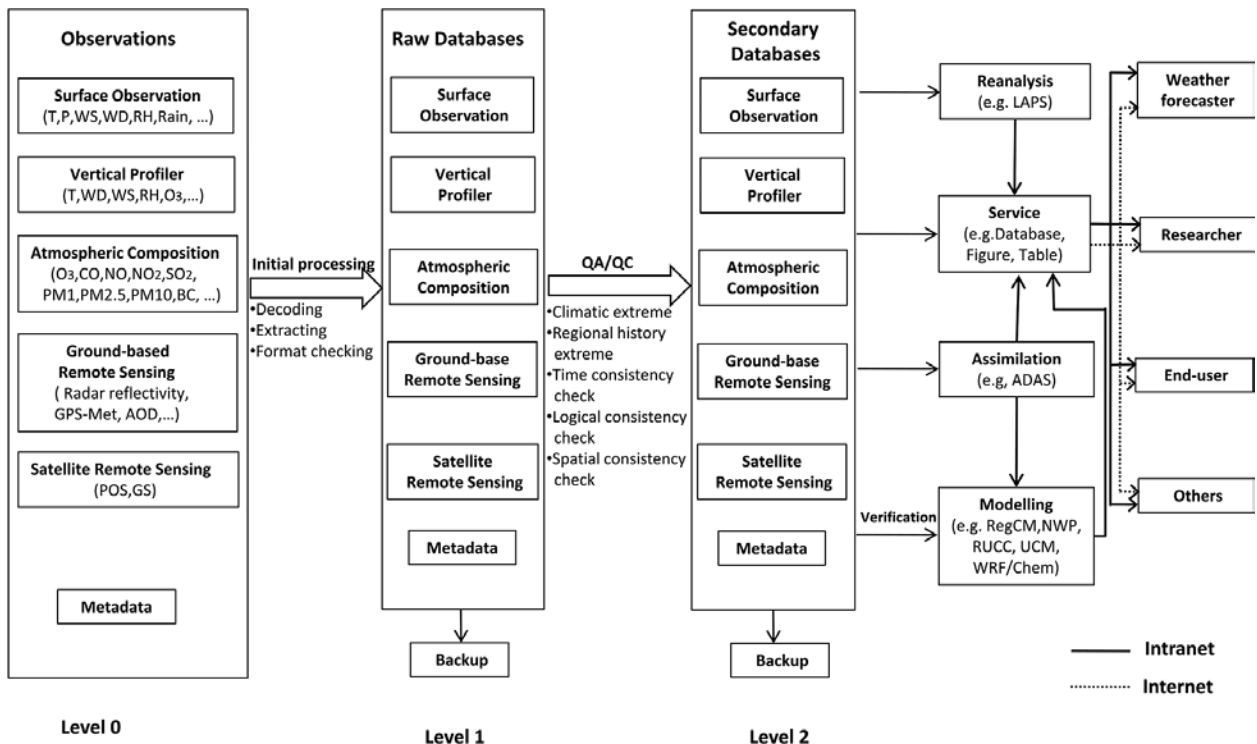 Observations
Surface Observation
(T,P,WS,WD,RH,Rain, ...)
Vertical Profiler
(T,WD,WS,RH,O₃,...)
Atmospheric Composition
(O₃,CO,NO,NO₂,SO₂,
PM1,PM2.5,PM10,BC, ...)
Ground-based
Remote Sensing
( Radar reflectivity,
GPS-Met, AOD,...)
Satellite Remote Sensing
(POS,GS)
Metadata
Level 0
Initial processing
•Decoding
•Extracting
•Format checking
Raw Databases
Surface
Observation
Vertical
Profiler
Atmospheric
Composition
Ground-base
Remote Sensing
Satellite
Remote Sensing
Metadata
Backup
Level 1
QA/QC
•Climatic extreme
•Regional history
extreme
•Time consistency
check
•Logical consistency
check
•Spatial consistency
check
Secondary
Databases
Surface
Observation
Vertical
Profiler
Atmospheric
Composition
Ground-base
Remote Sensing
Satellite
Remote Sensing
Metadata
Backup
Level 2
Reanalysis
(e.g. LAPS)
Service
(e.g.Database,
Figure, Table)
Assimilation
(e.g, ADAS)
Verification
Modelling
(e.g. RegCM,NWP,
RUCC, UCM,
WRF/Chem)
Weather
forecaster
Researcher
End-user
Others
Intranet
Internet